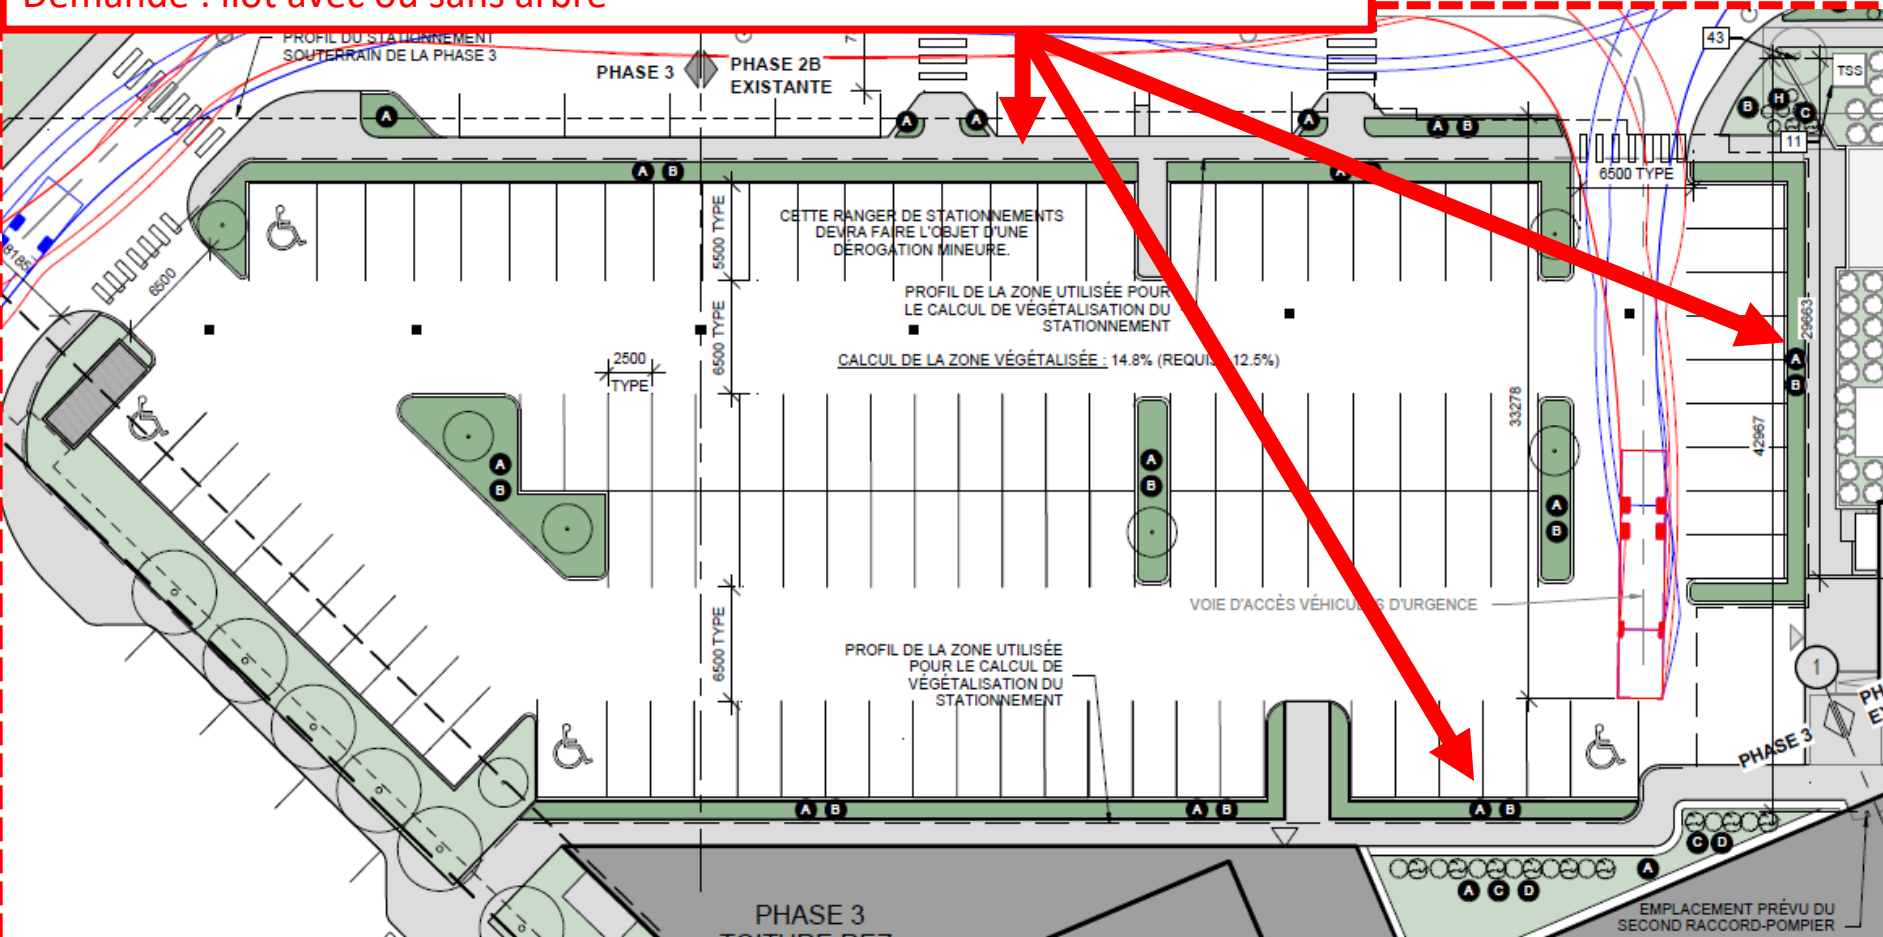 Demande : îlot avec ou sans arbre
PROFIL DU STATIONNEMENT
SOUTERRAIN DE LA PHASE 3
PHASE 3
PHASE 2B
EXISTANTE
7
43
TSS
B
H
C
11
A
A
A
A
A B
6500 TYPE
A B
A
8185
6500
5500 TYPE
CETTE RANGER DE STATIONNEMENTS
DEVRA FAIRE L'OBJET D'UNE
DÉROGATION MINEURE.
PROFIL DE LA ZONE UTILISÉE POUR
LE CALCUL DE VÉGÉTALISATION DU
STATIONNEMENT
29663
6500 TYPE
2500
TYPE
CALCUL DE LA ZONE VÉGÉTALISÉE : 14.8% (REQUIS 12.5%)
A
B
33278
42967
A
B
A
B
A
B
VOIE D'ACCÈS VÉHICULES D'URGENCE
6500 TYPE
PROFIL DE LA ZONE UTILISÉE
POUR LE CALCUL DE
VÉGÉTALISATION DU
STATIONNEMENT
1
PHASE 3
A B
A B
A B
C D
A
A C D
PHASE 3
EMPLACEMENT PRÉVU DU
SECOND RACCORD-POMPIER